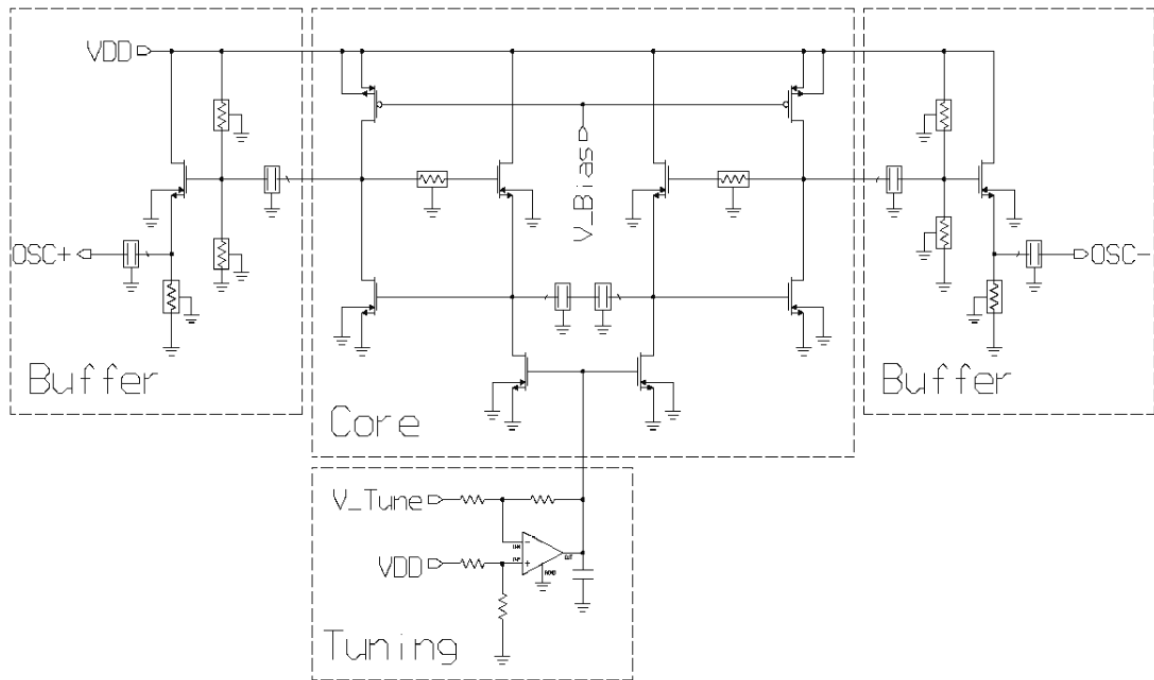 VDD
V_Bias
OSC+
OSC-
Buffer
Core
Buffer
V_Tune
VDD
Tuning